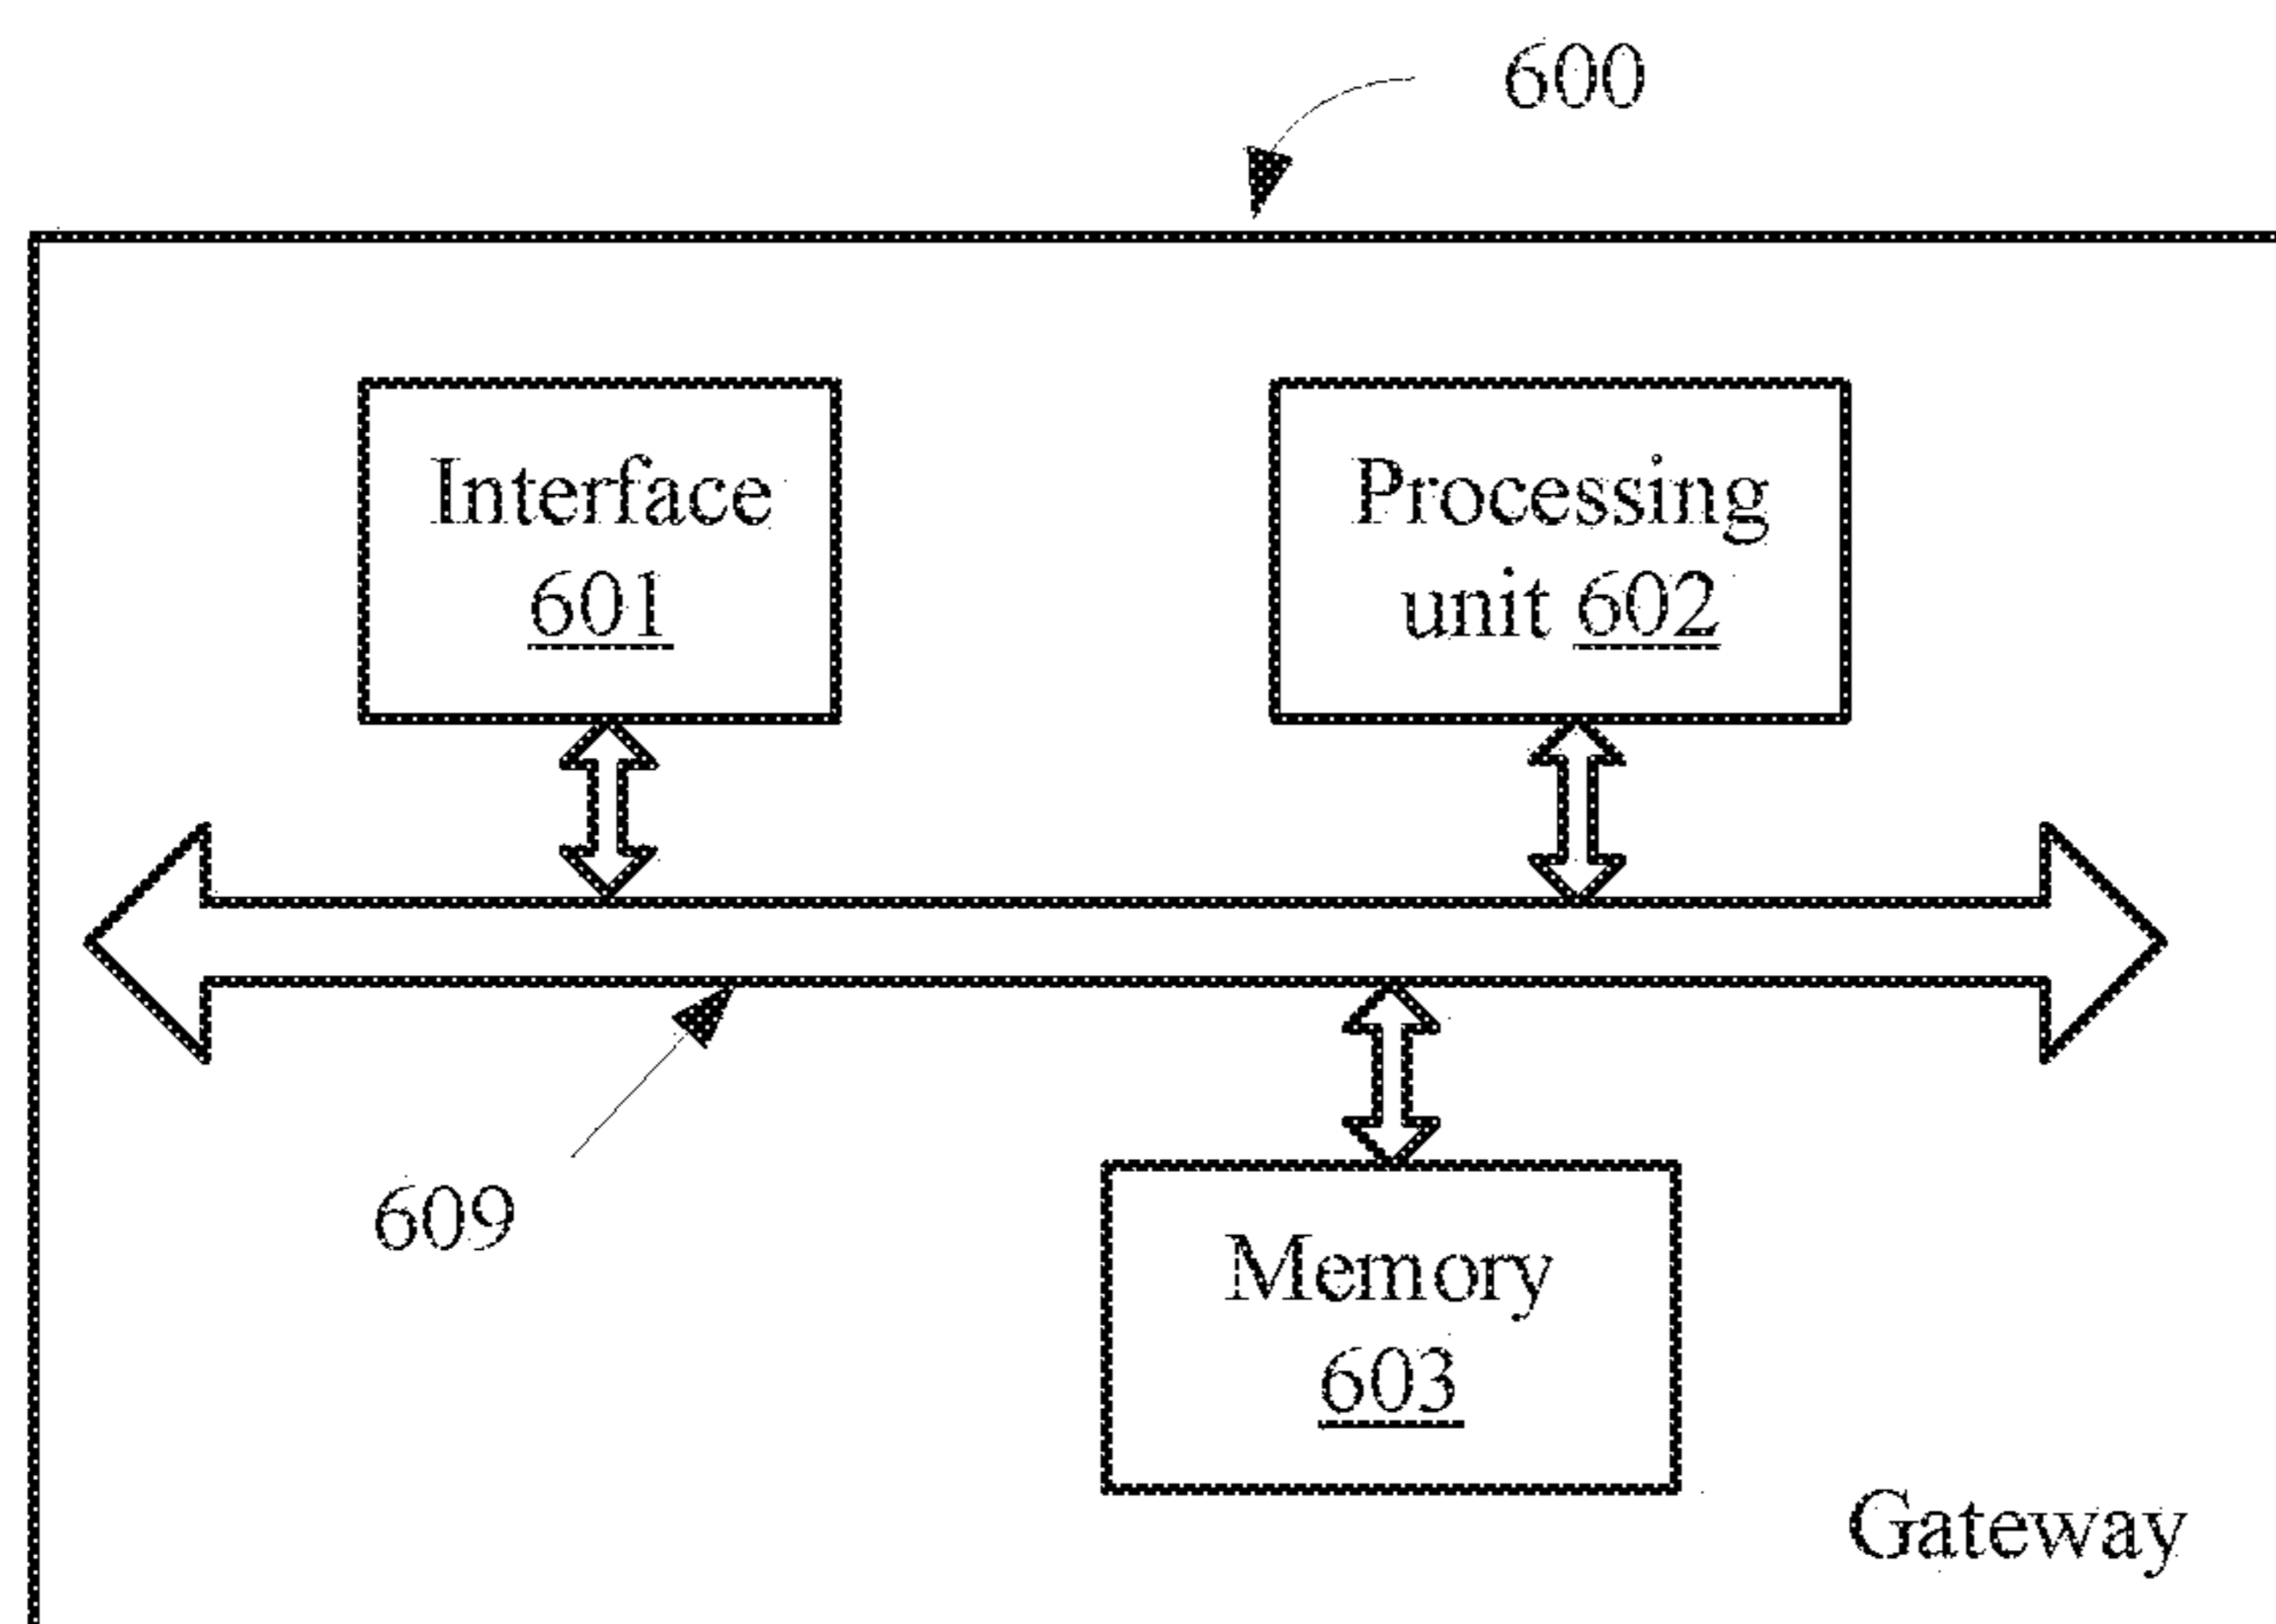 600
Interface
601
Processing
unit 602
609
Memory
603
Gateway